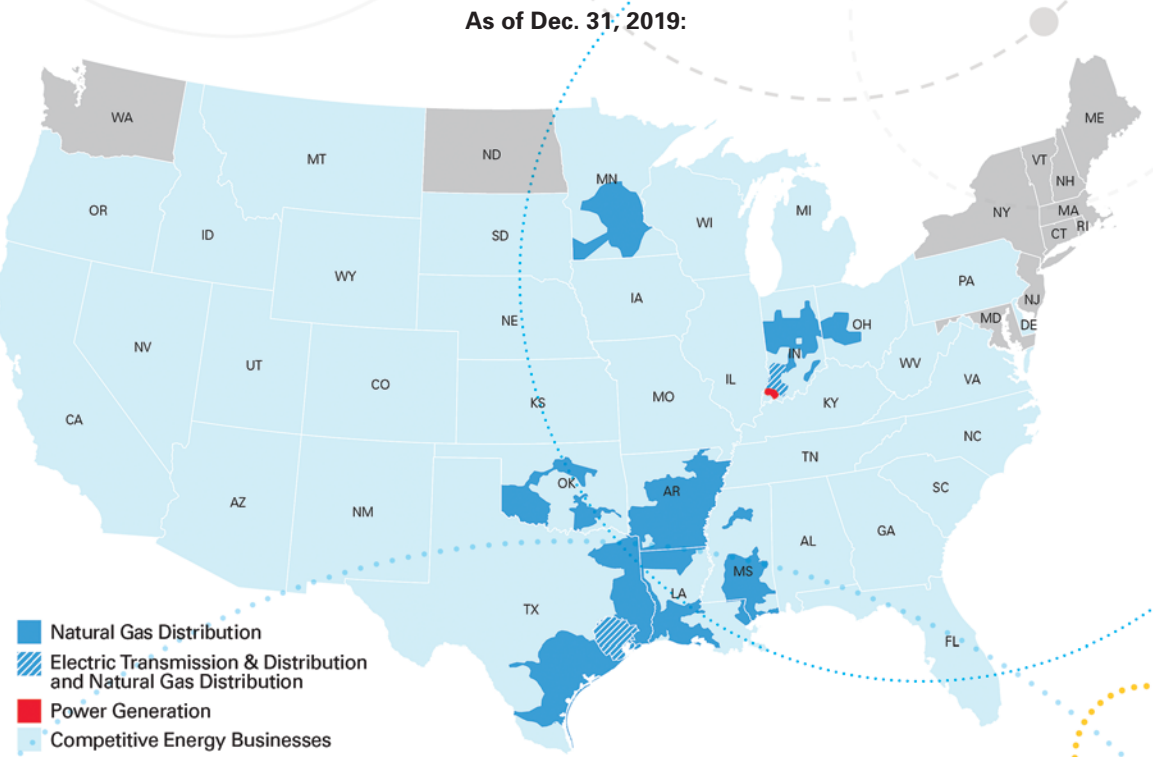 As of Dec. 31, 2019:
WA
ME
MT
ND
VT
MN
NH
OR
NY
MA
MI
WI
CT
RI
ID
SD
WY
PA
IA
NJ
NE
MD
DE
OH
NV
IN
UT
WV
CO
IL
VA
MO
KS
KY
CA
NC
TN
OK
AR
SC
AZ
NM
GA
AL
MS
LA
TX
FL
Natural Gas Distribution
Electric Transmission & Distribution
and Natural Gas Distribution
Power Generation
Competitive Energy Businesses